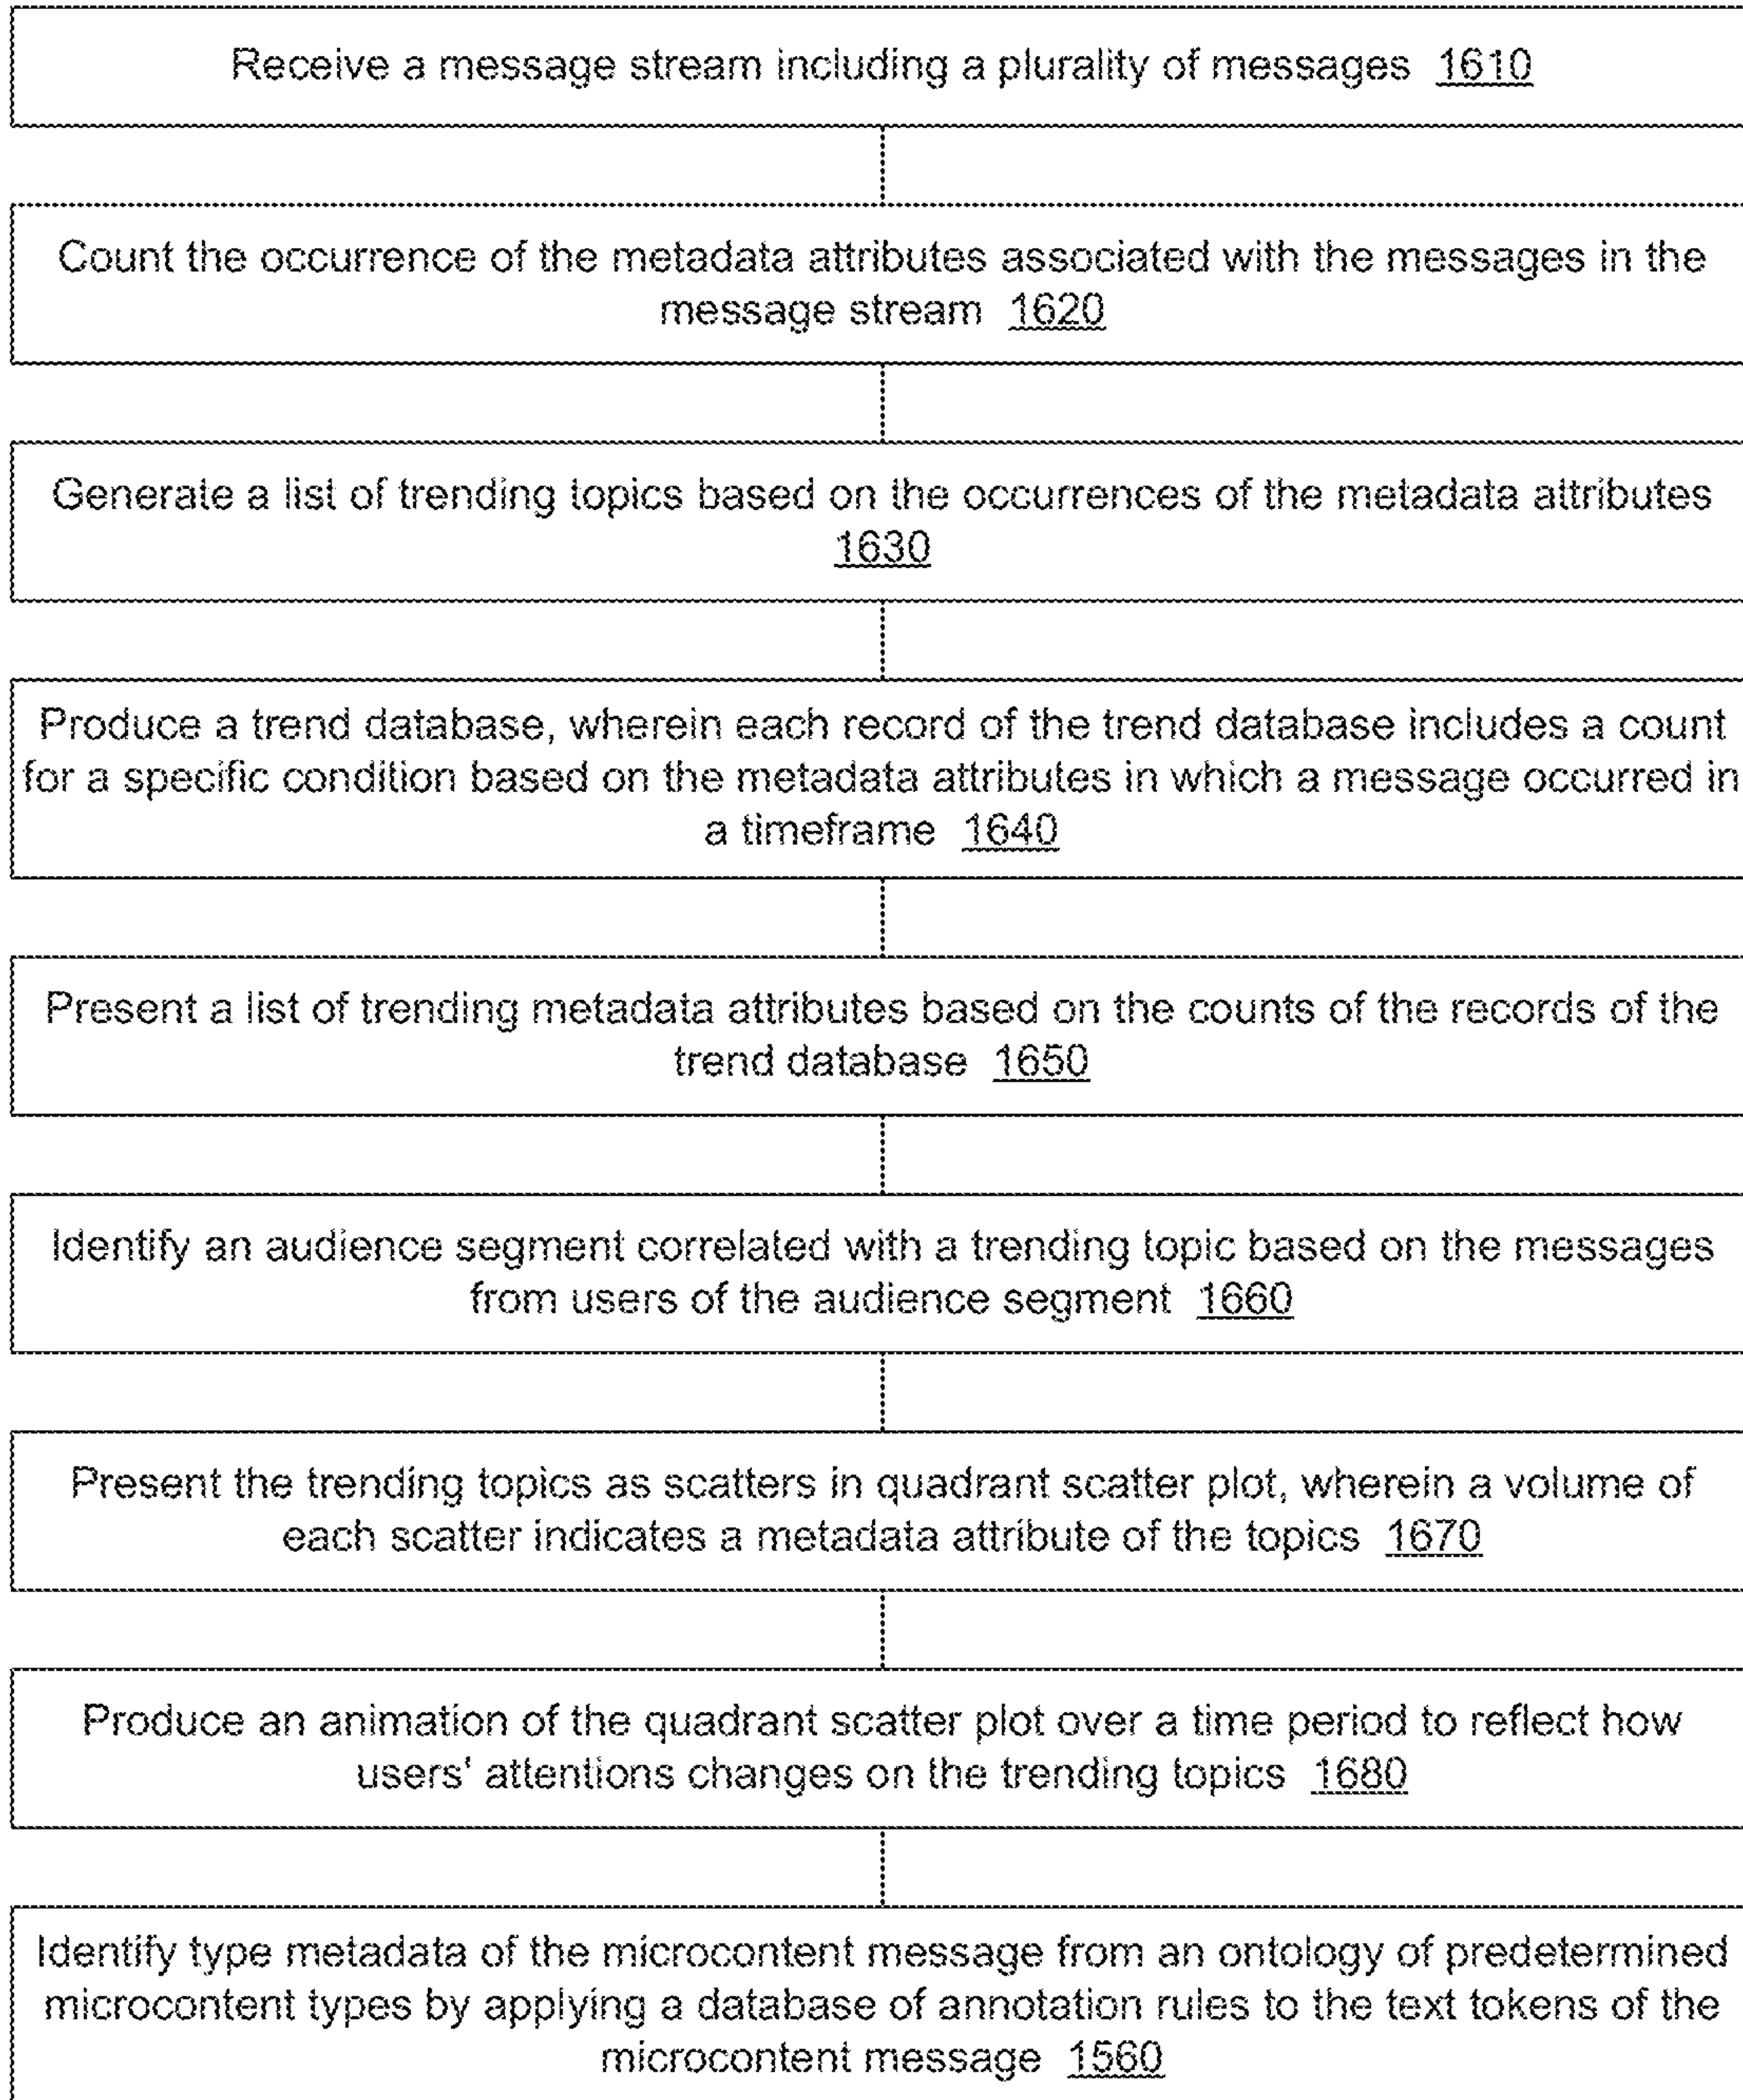 Receive a message stream including a plurality of messages 1610
Count the occurrence of the metadata attributes associated with the messages in the
message stream 1620
Generate a list of trending topics based on the occurrences of the metadata attributes
1630
Produce a trend database, wherein each record of the trend database includes a count
for a specific condition based on the metadata attributes in which a message occurred in
a timeframe 1640
Present a list of trending metadata attributes based on the counts of the records of the
trend database 1650
Identify an audience segment correlated with a trending topic based on the messages
from users of the audience segment 1660
Present the trending topics as scatters in quadrant scatter plot, wherein a volume of
each scatter indicates a metadata attribute of the topics 1670
Produce an animation of the quadrant scatter plot over a time period to reflect how
users' attentions changes on the trending topics 1680
Identify type metadata of the microcontent message from an ontology of predetermined
microcontent types by applying a database of annotation rules to the text tokens of the
microcontent message 1560